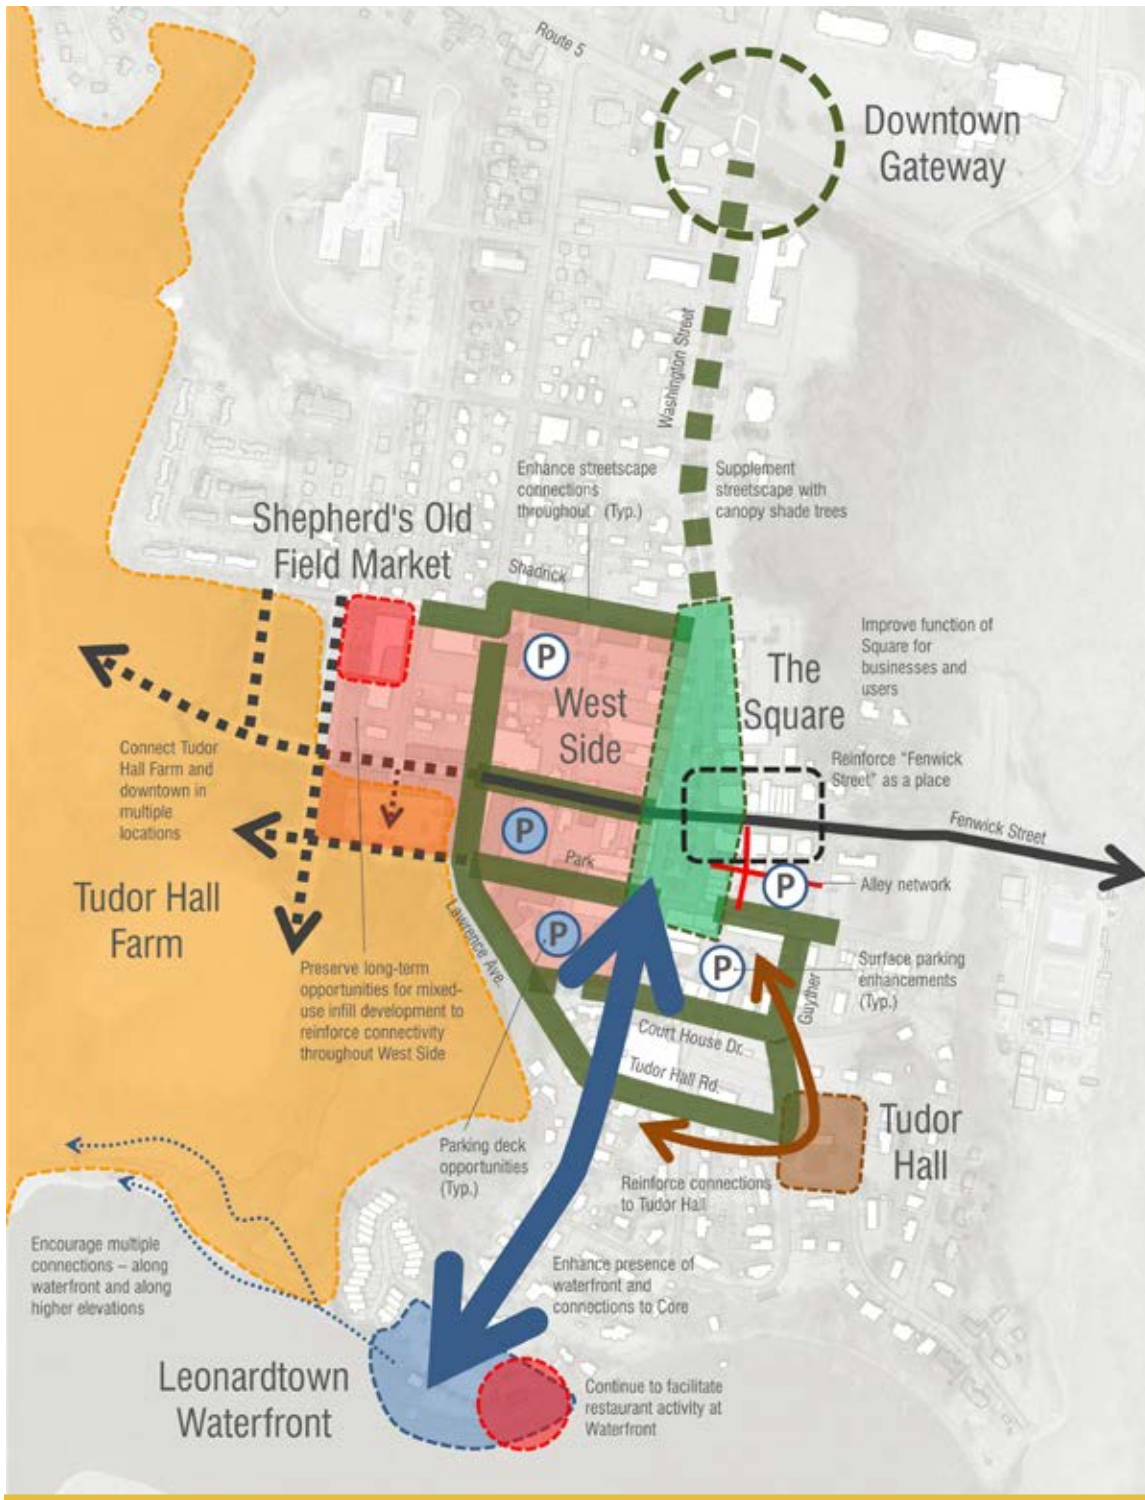 Route 5
Downtown
Gateway
Washington Street
Enhance streetscape
connections
throughout (Typ.)
Supplement
streetscape with
canopy shade trees
Shepherd's Old
Field Market
Shadrick
Improve function of
Square for
businesses and
users
P
West
Side
The
Square
Connect Tudor
Hall Farm and
downtown in
multiple
locations
Reinforce “Fenwick
Street” as a place
P
Park
Fenwick Street
P
Alley network
Tudor Hall
Farm
Lawrence Ave.
P
P
Preserve long-term
opportunities for mixed-
use infill development to
reinforce connectivity
throughout West Side
Surface parking
enhancements
(Typ.)
Guyther
Court House Dr.
Tudor Hall Rd.
Tudor
Hall
Parking deck
opportunities
(Typ.)
Reinforce connections
to Tudor Hall
Encourage multiple
connections – along
waterfront and along
higher elevations
Enhance presence of
waterfront and
connections to Core
Leonardtown
Waterfront
Continue to facilitate
restaurant activity at
Waterfront